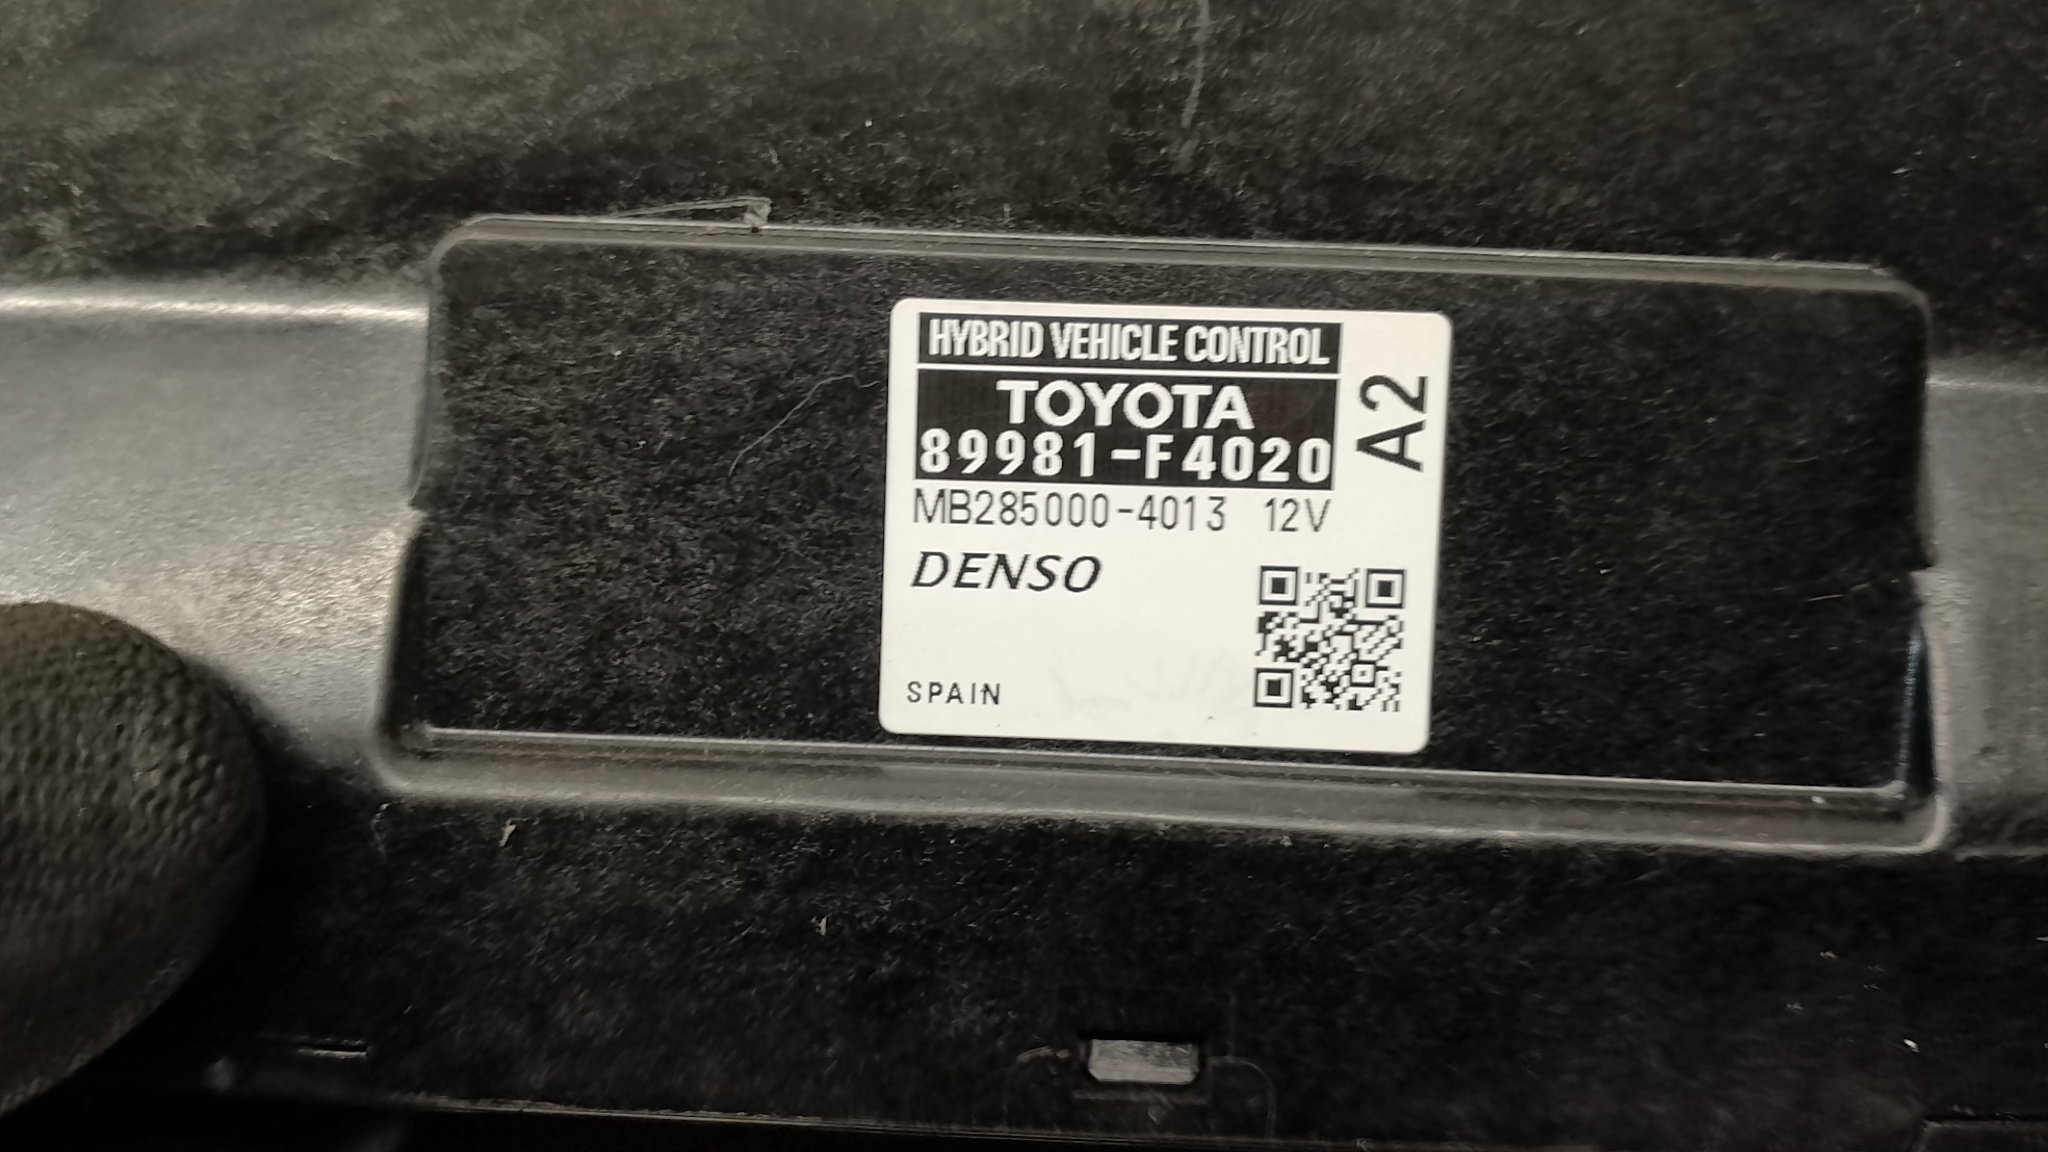 HYBRID VEHICLE CONTROL
TOYOTA
89981-F4020
A2
MB285000-4013 12V
DENSO
SPAIN